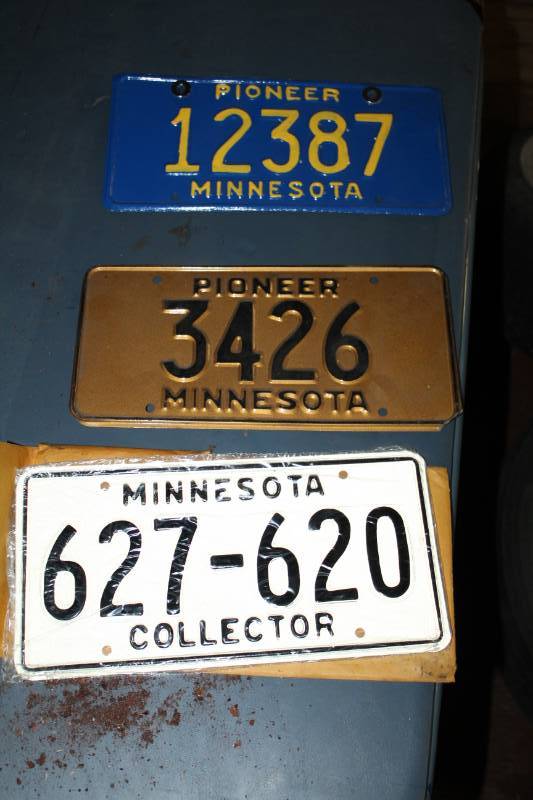 PIONEER
12387
MINNESOTA
PIONEER
3426
MINNESOTA
MINNESOTA
627-620
COLLECTOR